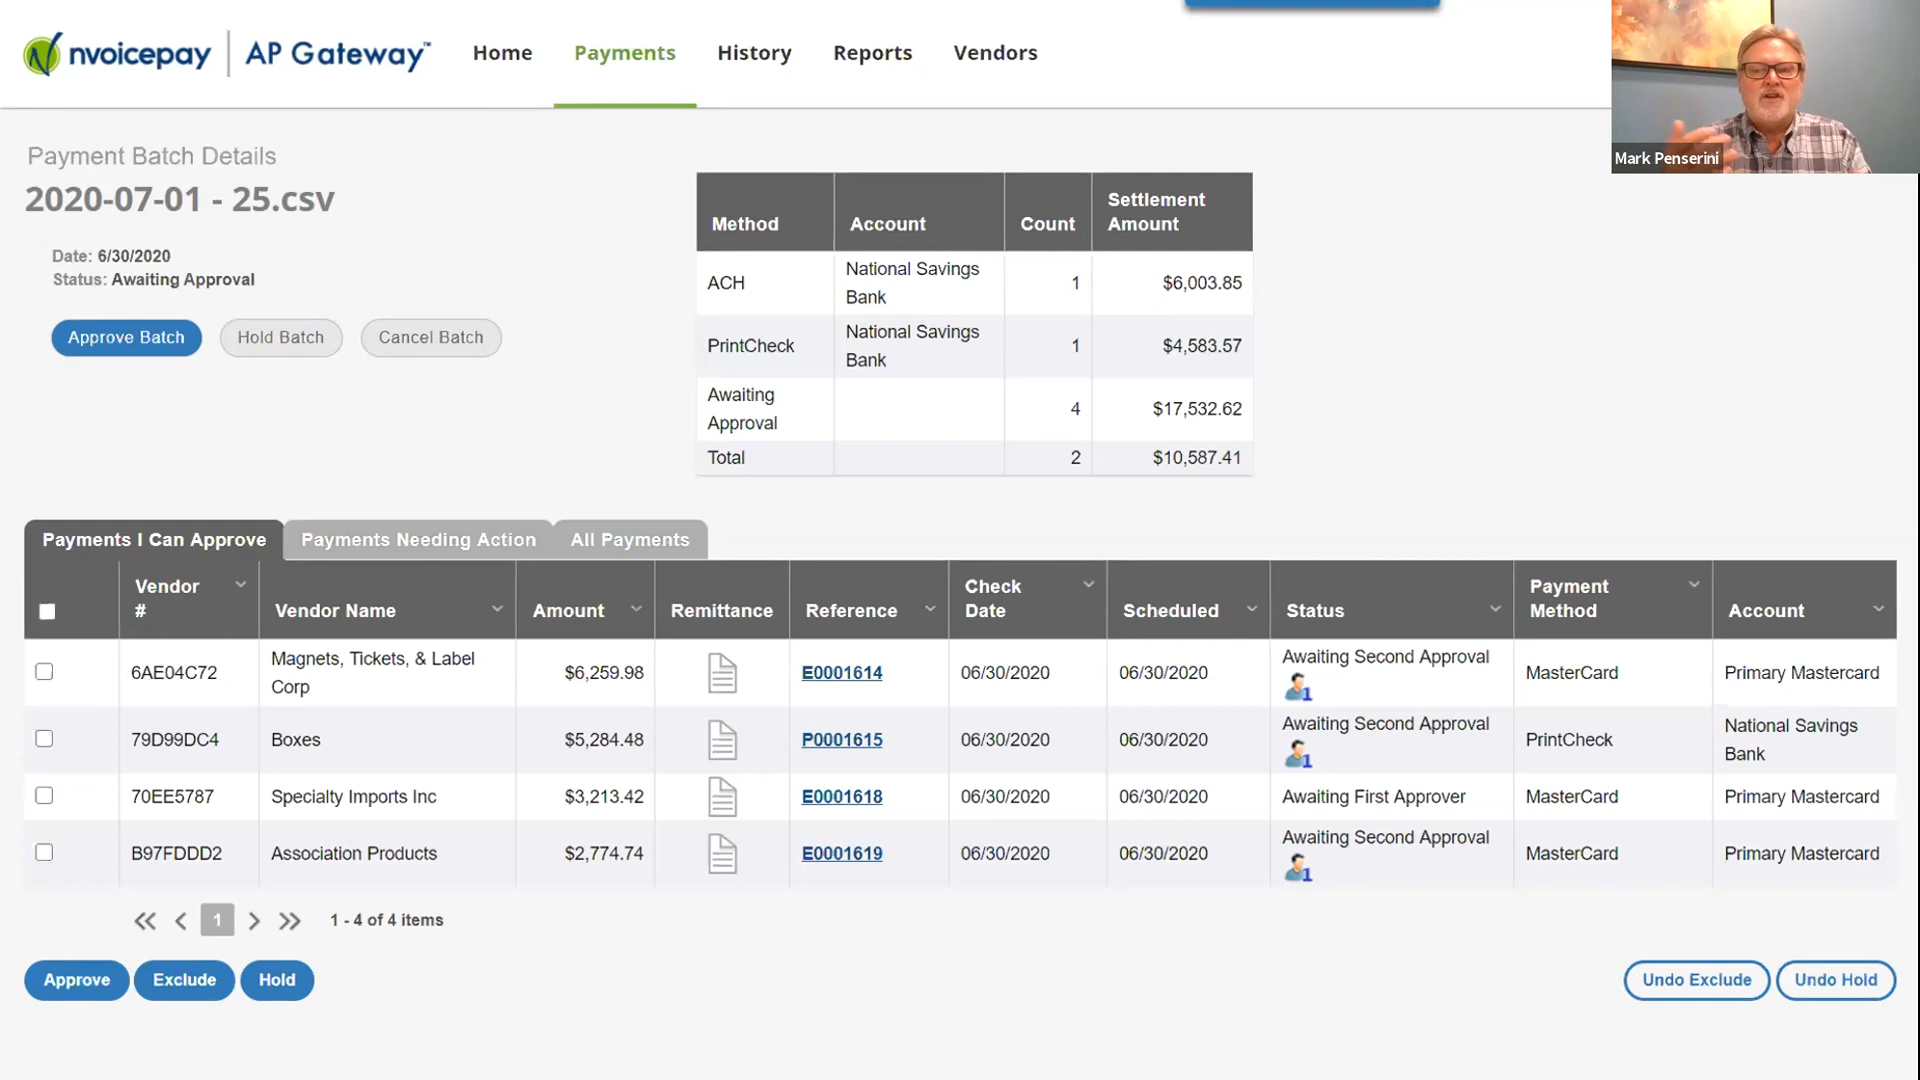 nvoicepay | AP Gateway™
Home Payments History Reports Vendors
Mark Penserini
Payment Batch Details
2020-07-01 - 25.csv
Date: 6/30/2020
Status: Awaiting Approval
Approve Batch Hold Batch Cancel Batch
Method Account Count Settlement Amount
ACH National Savings Bank 1 $6,003.85
PrintCheck National Savings Bank 1 $4,583.57
Awaiting Approval 4 $17,532.62
Total 2 $10,587.41
Payments I Can Approve Payments Needing Action All Payments
Vendor # Vendor Name Amount Remittance Reference Check Date Scheduled Status Payment Method Account
6AE04C72 Magnets, Tickets, & Label Corp $6,259.98 E0001614 06/30/2020 06/30/2020 Awaiting Second Approval 1 MasterCard Primary Mastercard
79D99DC4 Boxes $5,284.48 P0001615 06/30/2020 06/30/2020 Awaiting Second Approval 1 PrintCheck National Savings Bank
70EE5787 Specialty Imports Inc $3,213.42 E0001618 06/30/2020 06/30/2020 Awaiting First Approver MasterCard Primary Mastercard
B97FDDD2 Association Products $2,774.74 E0001619 06/30/2020 06/30/2020 Awaiting Second Approval 1 MasterCard Primary Mastercard
1 1 - 4 of 4 items
Approve Exclude Hold Undo Exclude Undo Hold